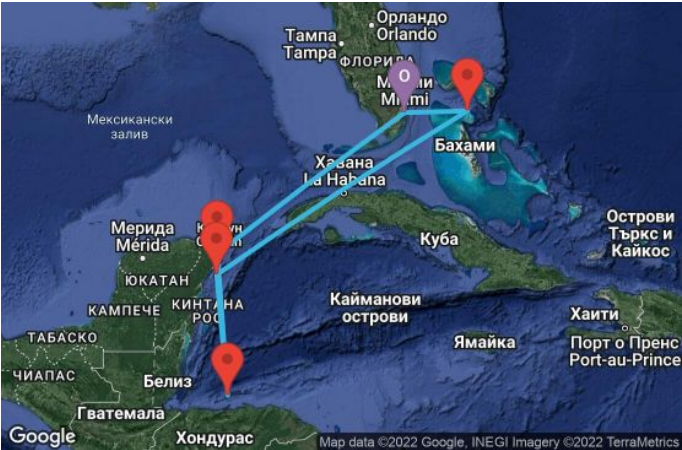 Орландо
Orlando
Тампа
Tampa
ФЛОРИДА
O
Miami
Мексикански
залив
Бахами
Хавана
La Habana
Мерида
Mérida
Острови
Търкс и
Кайкос
Куба
ЮКАТАН
КАМПЕЧЕ
КИНТАНА
РОО
Кайманови
острови
Хаити
ТАБАСКО
Ямайка
Порт о Пренс
Port-au-Prince
ЧИАПАС
Белиз
Гватемала
Google
Хондурас
Map data ©2022 Google, INEGI Imagery ©2022 TerraMetrics